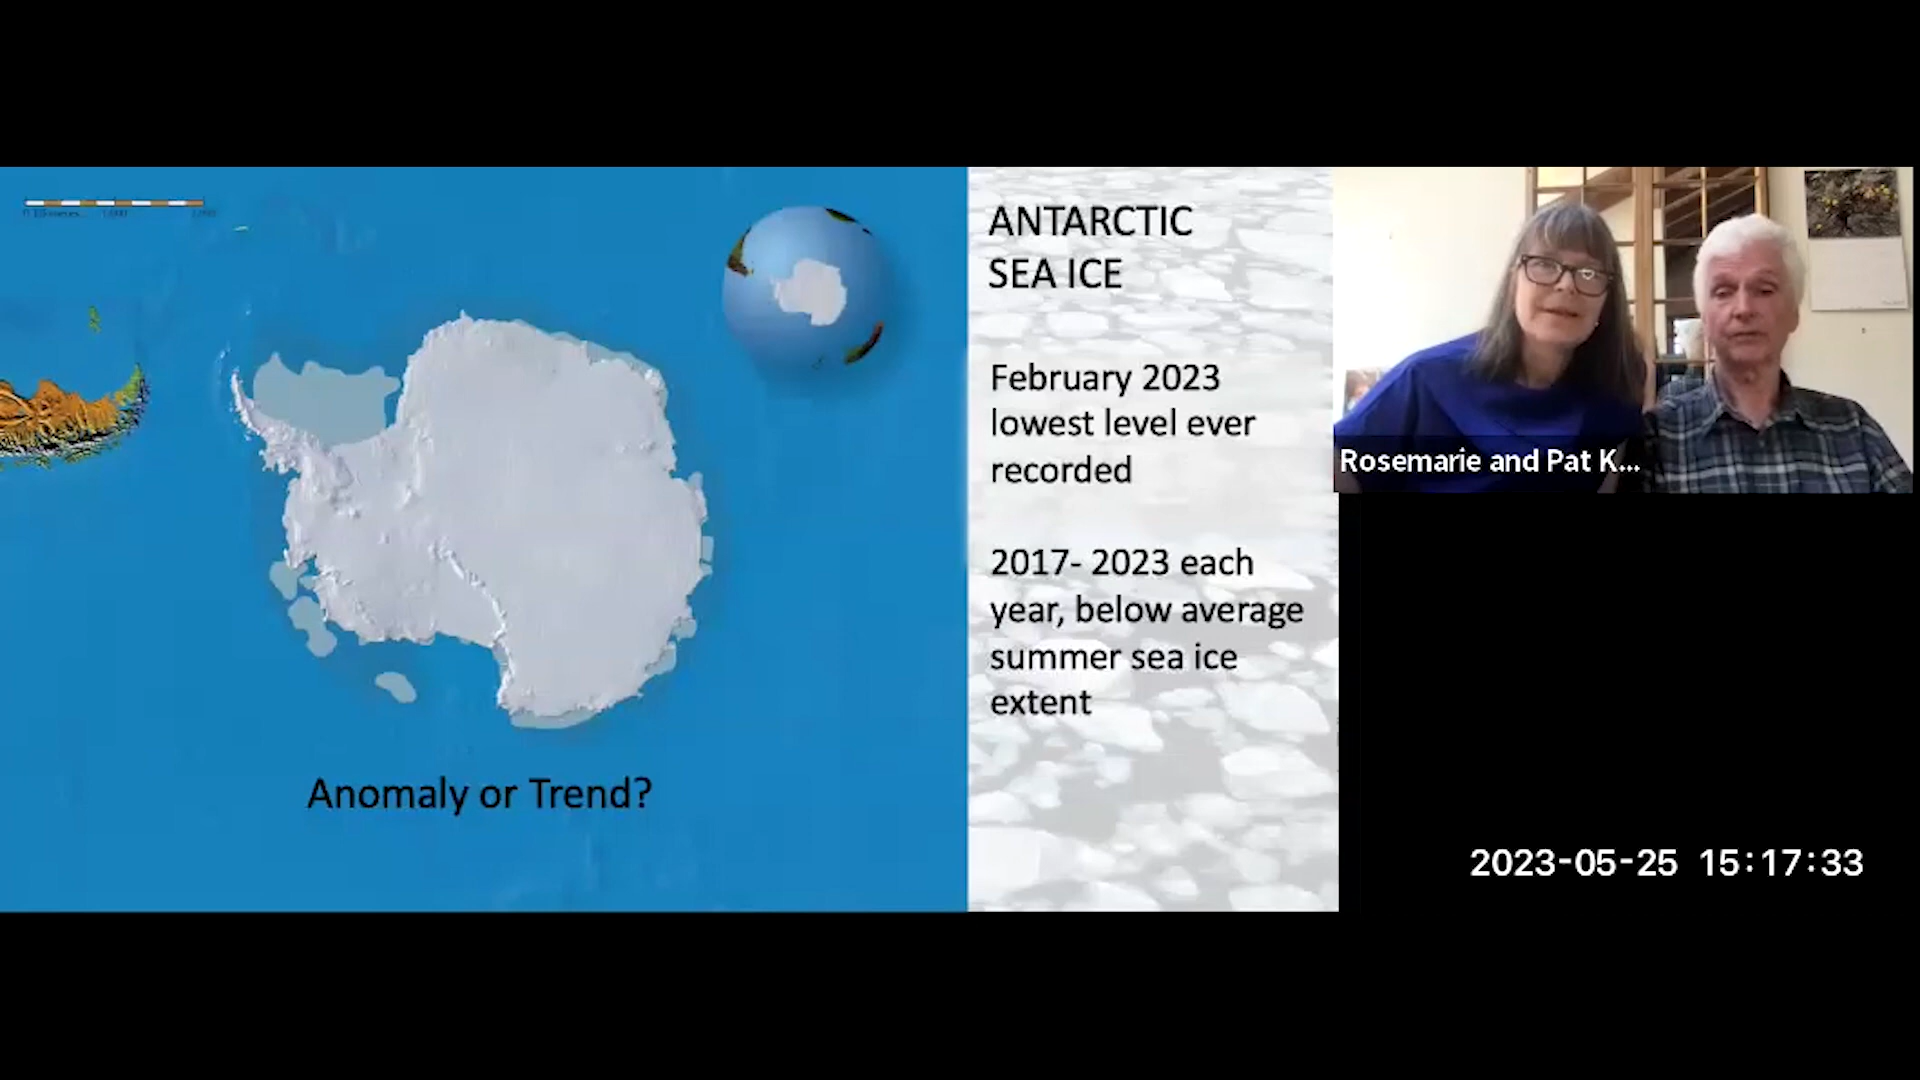 ANTARCTIC
SEA ICE
February 2023
lowest level ever
recorded
2017- 2023 each
year, below average
summer sea ice
extent
Anomaly or Trend?
Rosemarie and Pat K...
2023-05-25 15:17:33